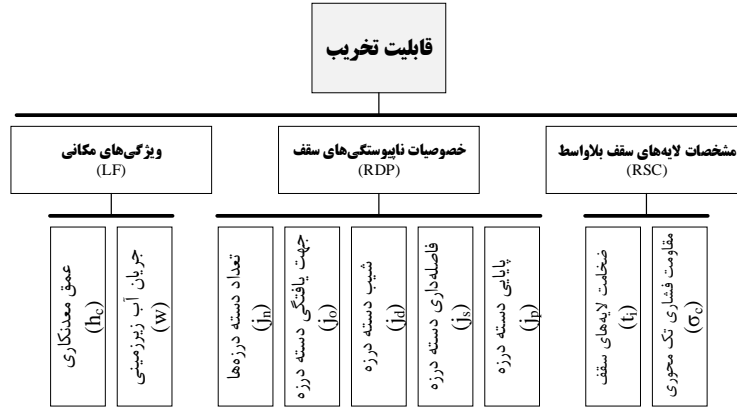 قابلیت تخریب
مشخصات لایه‌های سقف بلاواسط
(RSC)
خصوصیات ناپیوستگی‌های سقف
(RDP)
ویژگی‌های مکانی
(LF)
مقاومت فشاری تک محوری
(σc)
ضخامت لایه‌های سقف
(ti)
پایایی دسته درزه
(jp)
فاصله‌داری دسته درزه
(js)
شیب دسته درزه
(jd)
جهت یافتگی دسته درزه
(jo)
تعداد دسته درزه‌ها
(jn)
جریان آب زیرزمینی
(w)
عمق معدنکاری
(hc)